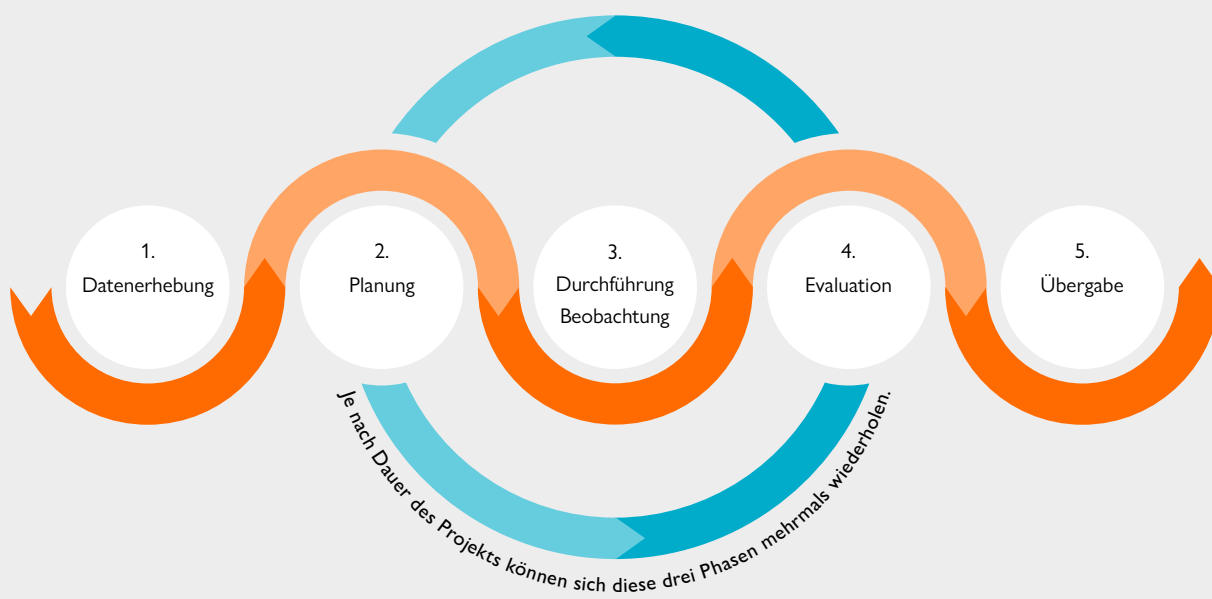 1.
Datenerhebung
2.
Planung
3.
Durchführung
Beobachtung
4.
Evaluation
5.
Übergabe
Je nach Dauer des Projekts können sich diese drei Phasen mehrmals wiederholen.